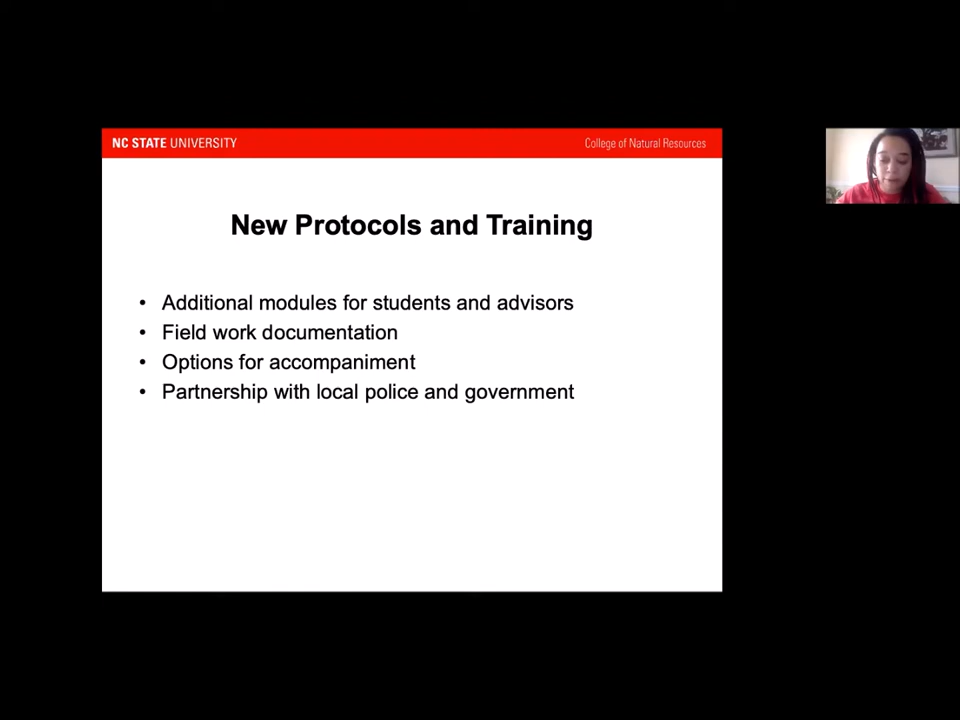 NC STATE UNIVERSITY
College of Natural Resources
New Protocols and Training
• Additional modules for students and advisors
• Field work documentation
• Options for accompaniment
• Partnership with local police and government